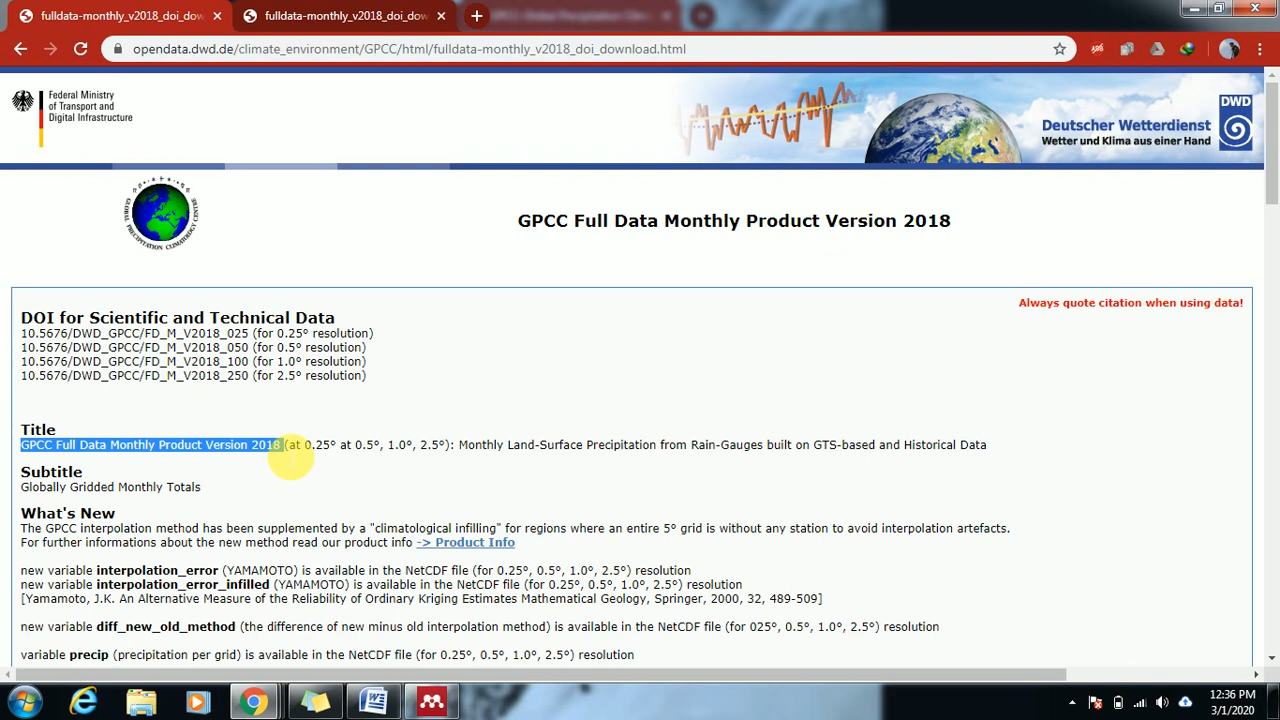 fulldata-monthly_v2018_doi_dow
fulldata-monthly_v2018_doi_dow
opendata.dwd.de/climate_environment/GPCC/html/fulldata-monthly_v2018_doi_download.html
Federal Ministry
of Transport and
Digital Infrastructure
DWD
Deutscher Wetterdienst
Wetter und Klima aus einer Hand
GLOBAL PRECIPITATION CLIMATOLOGY CENTRE
GPCC Full Data Monthly Product Version 2018
Always quote citation when using data!
DOI for Scientific and Technical Data
10.5676/DWD_GPCC/FD_M_V2018_025 (for 0.25° resolution)
10.5676/DWD_GPCC/FD_M_V2018_050 (for 0.5° resolution)
10.5676/DWD_GPCC/FD_M_V2018_100 (for 1.0° resolution)
10.5676/DWD_GPCC/FD_M_V2018_250 (for 2.5° resolution)
Title
GPCC Full Data Monthly Product Version 2018 (at 0.25° at 0.5°, 1.0°, 2.5°): Monthly Land-Surface Precipitation from Rain-Gauges built on GTS-based and Historical Data
Subtitle
Globally Gridded Monthly Totals
What's New
The GPCC interpolation method has been supplemented by a "climatological infilling" for regions where an entire 5° grid is without any station to avoid interpolation artefacts.
For further informations about the new method read our product info -> Product Info
new variable interpolation_error (YAMAMOTO) is available in the NetCDF file (for 0.25°, 0.5°, 1.0°, 2.5°) resolution
new variable interpolation_error_infilled (YAMAMOTO) is available in the NetCDF file (for 0.25°, 0.5°, 1.0°, 2.5°) resolution
[Yamamoto, J.K. An Alternative Measure of the Reliability of Ordinary Kriging Estimates Mathematical Geology, Springer, 2000, 32, 489-509]
new variable diff_new_old_method (the difference of new minus old interpolation method) is available in the NetCDF file (for 025°, 0.5°, 1.0°, 2.5°) resolution
variable precip (precipitation per grid) is available in the NetCDF file (for 0.25°, 0.5°, 1.0°, 2.5°) resolution
12:36 PM
3/1/2020